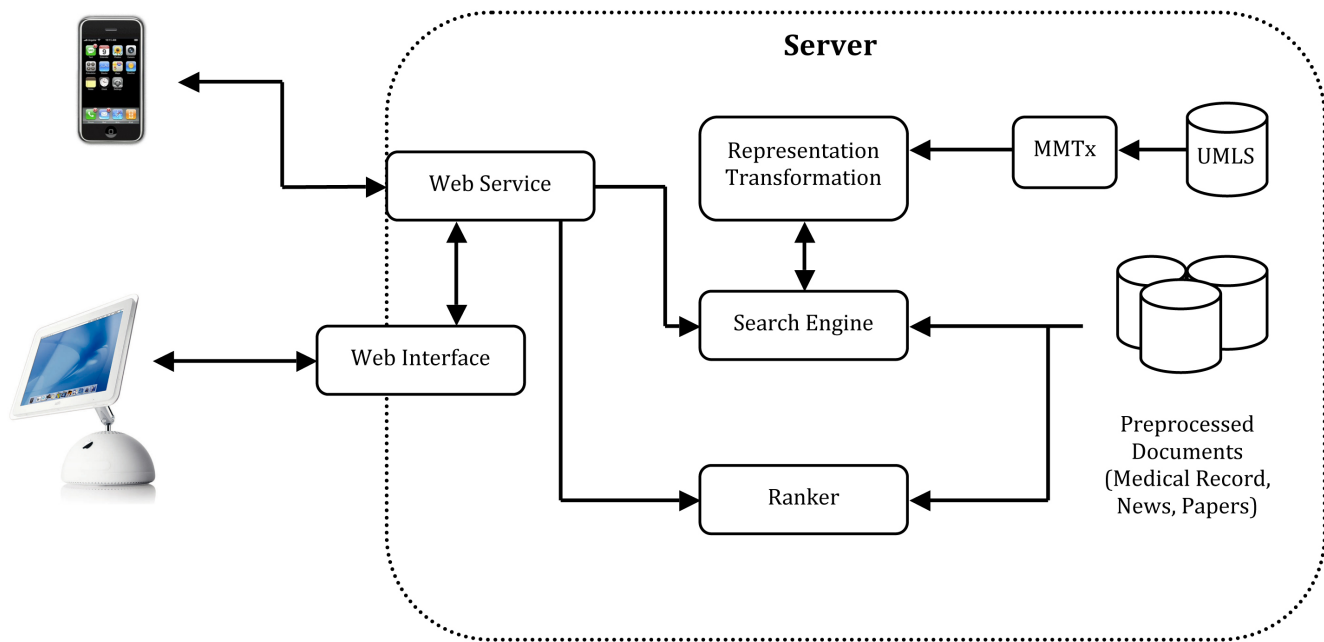 Server
Representation
Transformation
MMTx
UMLS
Web Service
Search Engine
Web Interface
Preprocessed
Documents
(Medical Record,
News, Papers)
Ranker